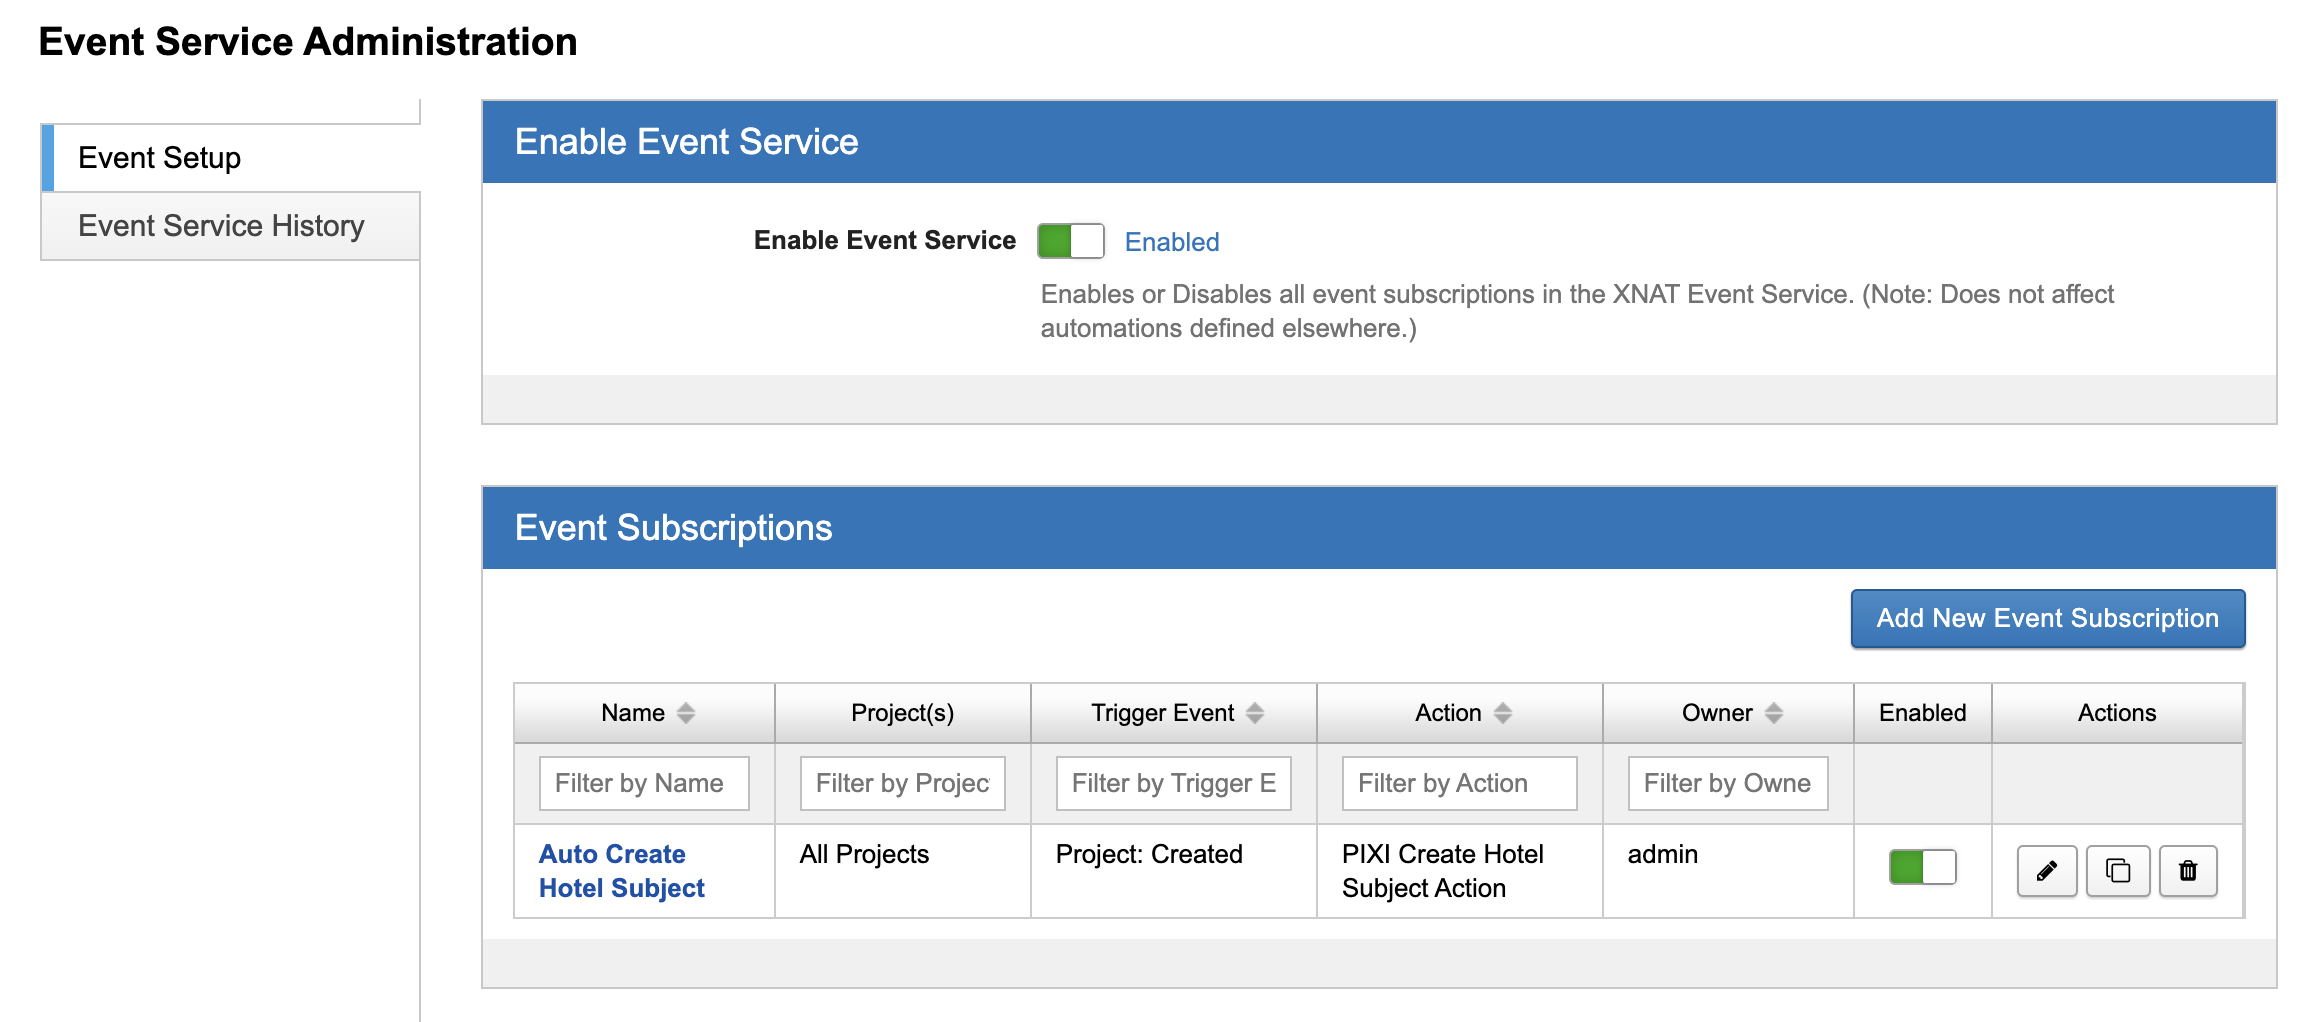 Event Service Administration
Event Setup
Event Service History
Enable Event Service
Enable Event Service Enabled
Enables or Disables all event subscriptions in the XNAT Event Service. (Note: Does not affect
automations defined elsewhere.)
Event Subscriptions
Add New Event Subscription
Name Project(s) Trigger Event Action Owner Enabled Actions
Filter by Name Filter by Projec Filter by Trigger E Filter by Action Filter by Owne
Auto Create All Projects Project: Created PIXI Create Hotel admin
Hotel Subject Subject Action